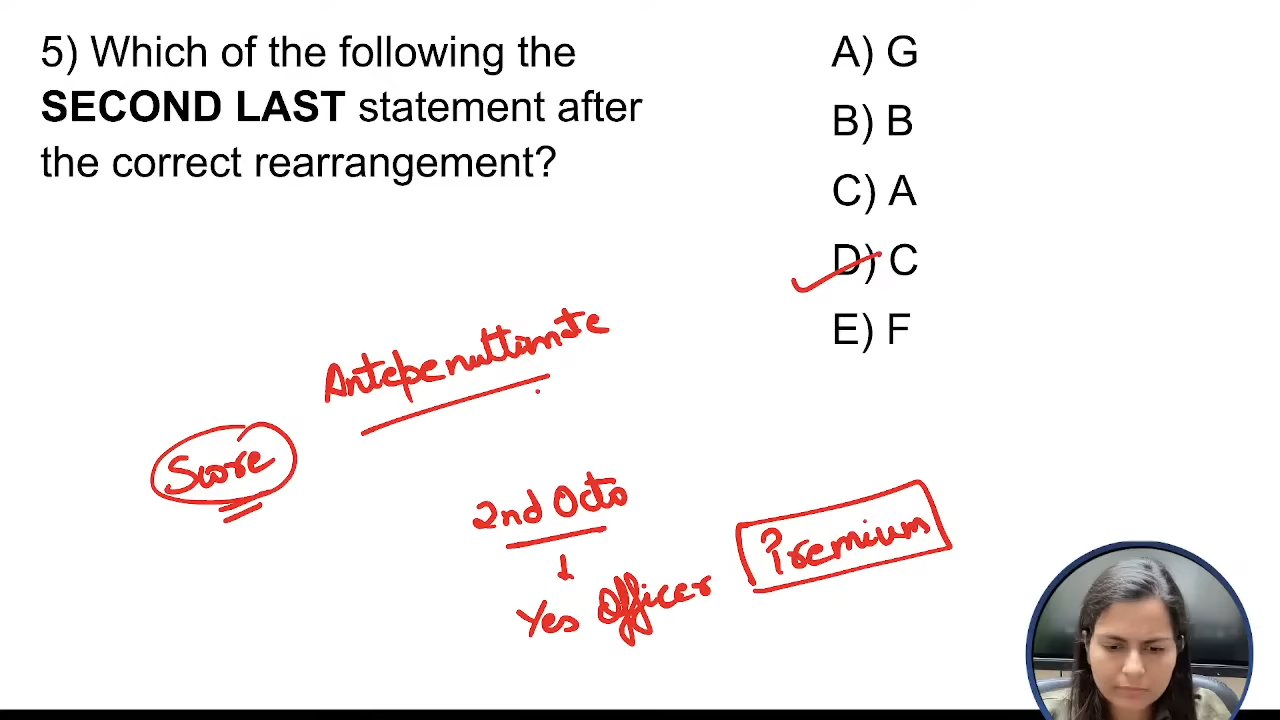 5) Which of the following the
SECOND LAST statement after
the correct rearrangement?
A) G
B) B
C) A
D) C
E) F
Antepenultimate
Score
2nd Octo
Yes Officer
Premium